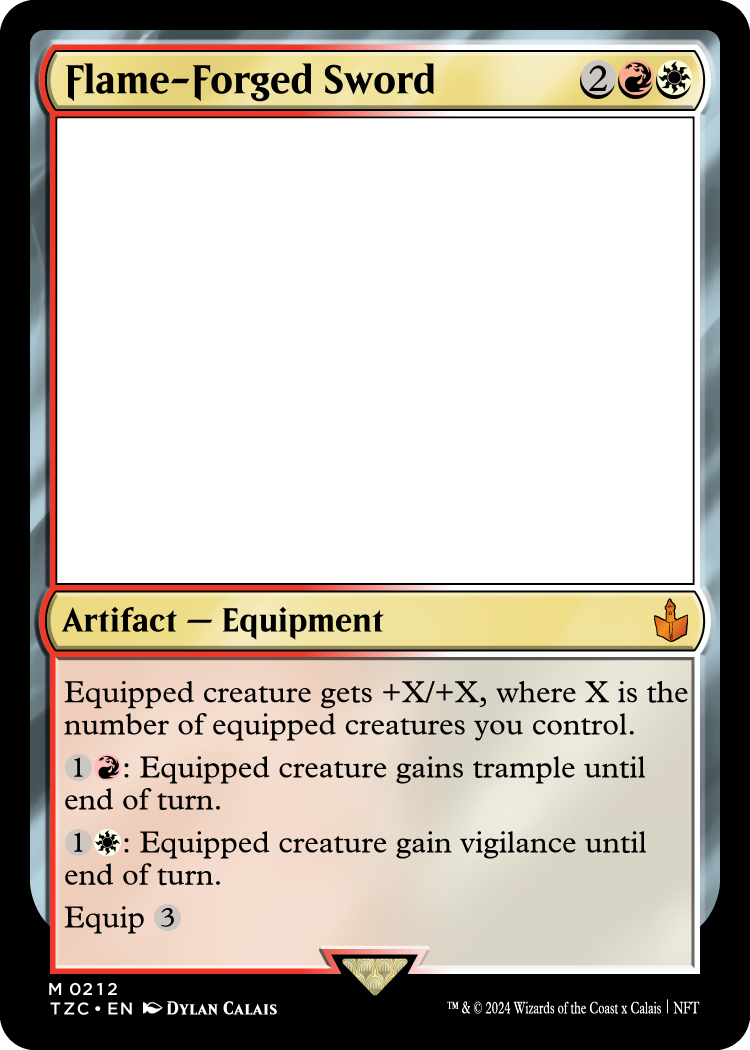 Flame-Forged Sword 2
Artifact — Equipment
Equipped creature gets +X/+X, where X is the
number of equipped creatures you control.
1 : Equipped creature gains trample until
end of turn.
1 : Equipped creature gain vigilance until
end of turn.
Equip 3
M 0212
TZC • EN DYLAN CALAIS
™ & © 2024 Wizards of the Coast x Calais | NFT